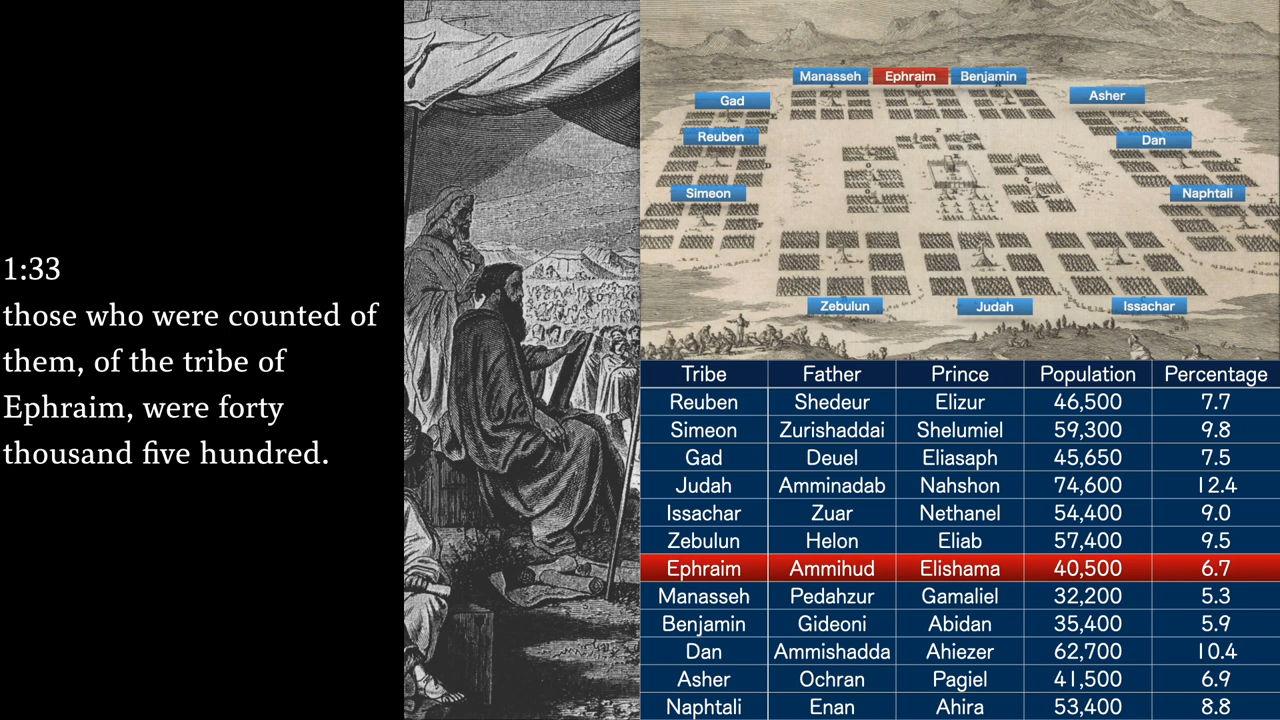 1:33
those who were counted of
them, of the tribe of
Ephraim, were forty
thousand five hundred.
Manasseh Ephraim Benjamin
Gad Asher
Reuben Dan
Simeon Naphtali
Zebulun Judah Issachar
Tribe Father Prince Population Percentage
Reuben Shedeur Elizur 46,500 7.7
Simeon Zurishaddai Shelumiel 59,300 9.8
Gad Deuel Eliasaph 45,650 7.5
Judah Amminadab Nahshon 74,600 12.4
Issachar Zuar Nethanel 54,400 9.0
Zebulun Helon Eliab 57,400 9.5
Ephraim Ammihud Elishama 40,500 6.7
Manasseh Pedahzur Gamaliel 32,200 5.3
Benjamin Gideoni Abidan 35,400 5.9
Dan Ammishadda Ahiezer 62,700 10.4
Asher Ochran Pagiel 41,500 6.9
Naphtali Enan Ahira 53,400 8.8